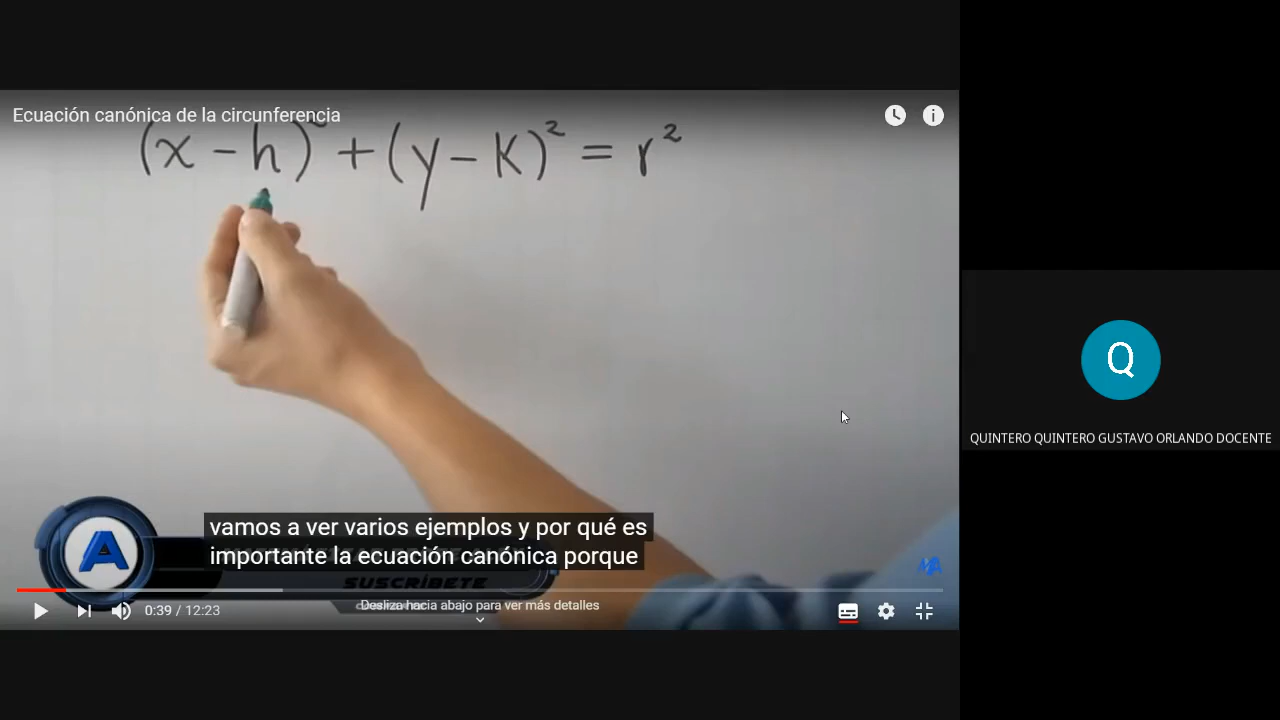 Ecuación canónica de la circunferencia
(x - h)² + (y - k)² = r²
Q
QUINTERO QUINTERO GUSTAVO ORLANDO DOCENTE
vamos a ver varios ejemplos y por qué es
importante la ecuación canónica porque
A
SUSCRÍBETE
Desliza hacia abajo para ver más detalles
0:39 / 12:23